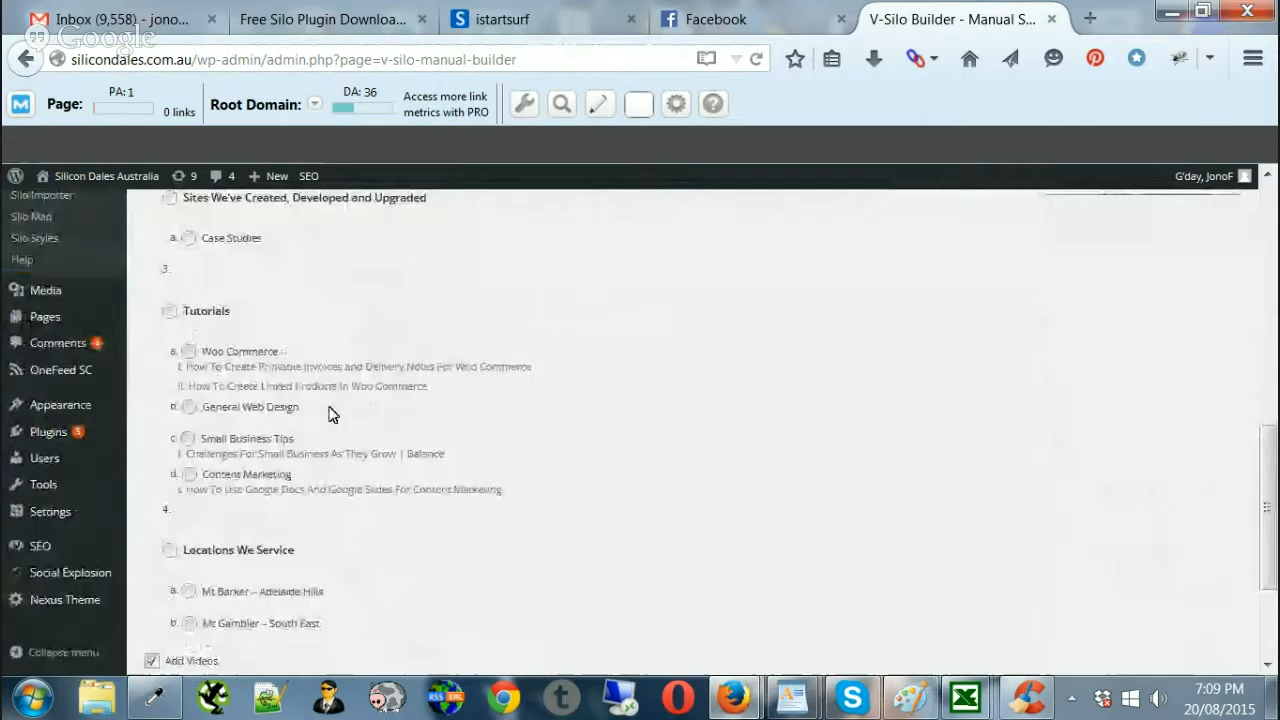 Inbox (9,558) - jono...
Free Silo Plugin Downloa...
istartsurf
Facebook
V-Silo Builder - Manual S...
Google
silicondales.com.au/wp-admin/admin.php?page=v-silo-manual-builder
Page:
PA: 1
0 links
Root Domain:
DA: 36
Access more link
metrics with PRO
Silicon Dales Australia
9
4
New
SEO
G'day, JonoF
Silo Importer
Silo Map
Silo Styles
Help
Media
Pages
Comments
OneFeed SC
Appearance
Plugins 5
Users
Tools
Settings
SEO
Social Explosion
Nexus Theme
Collapse menu
Sites We've Created, Developed and Upgraded
a. Case Studies
3.
Tutorials
a. Woo Commerce
i. How To Create Printable Invoices and Delivery Notes For Woo Commerce
ii. How To Create Linked Products In Woo Commerce
b. General Web Design
c. Small Business Tips
i. Challenges For Small Business As They Grow | Balance
d. Content Marketing
i. How To Use Google Docs And Google Slides For Content Marketing
4.
Locations We Service
a. Mt Barker – Adelaide Hills
b. Mt Gambier – South East
Add Videos
RSS XML
7:09 PM
20/08/2015